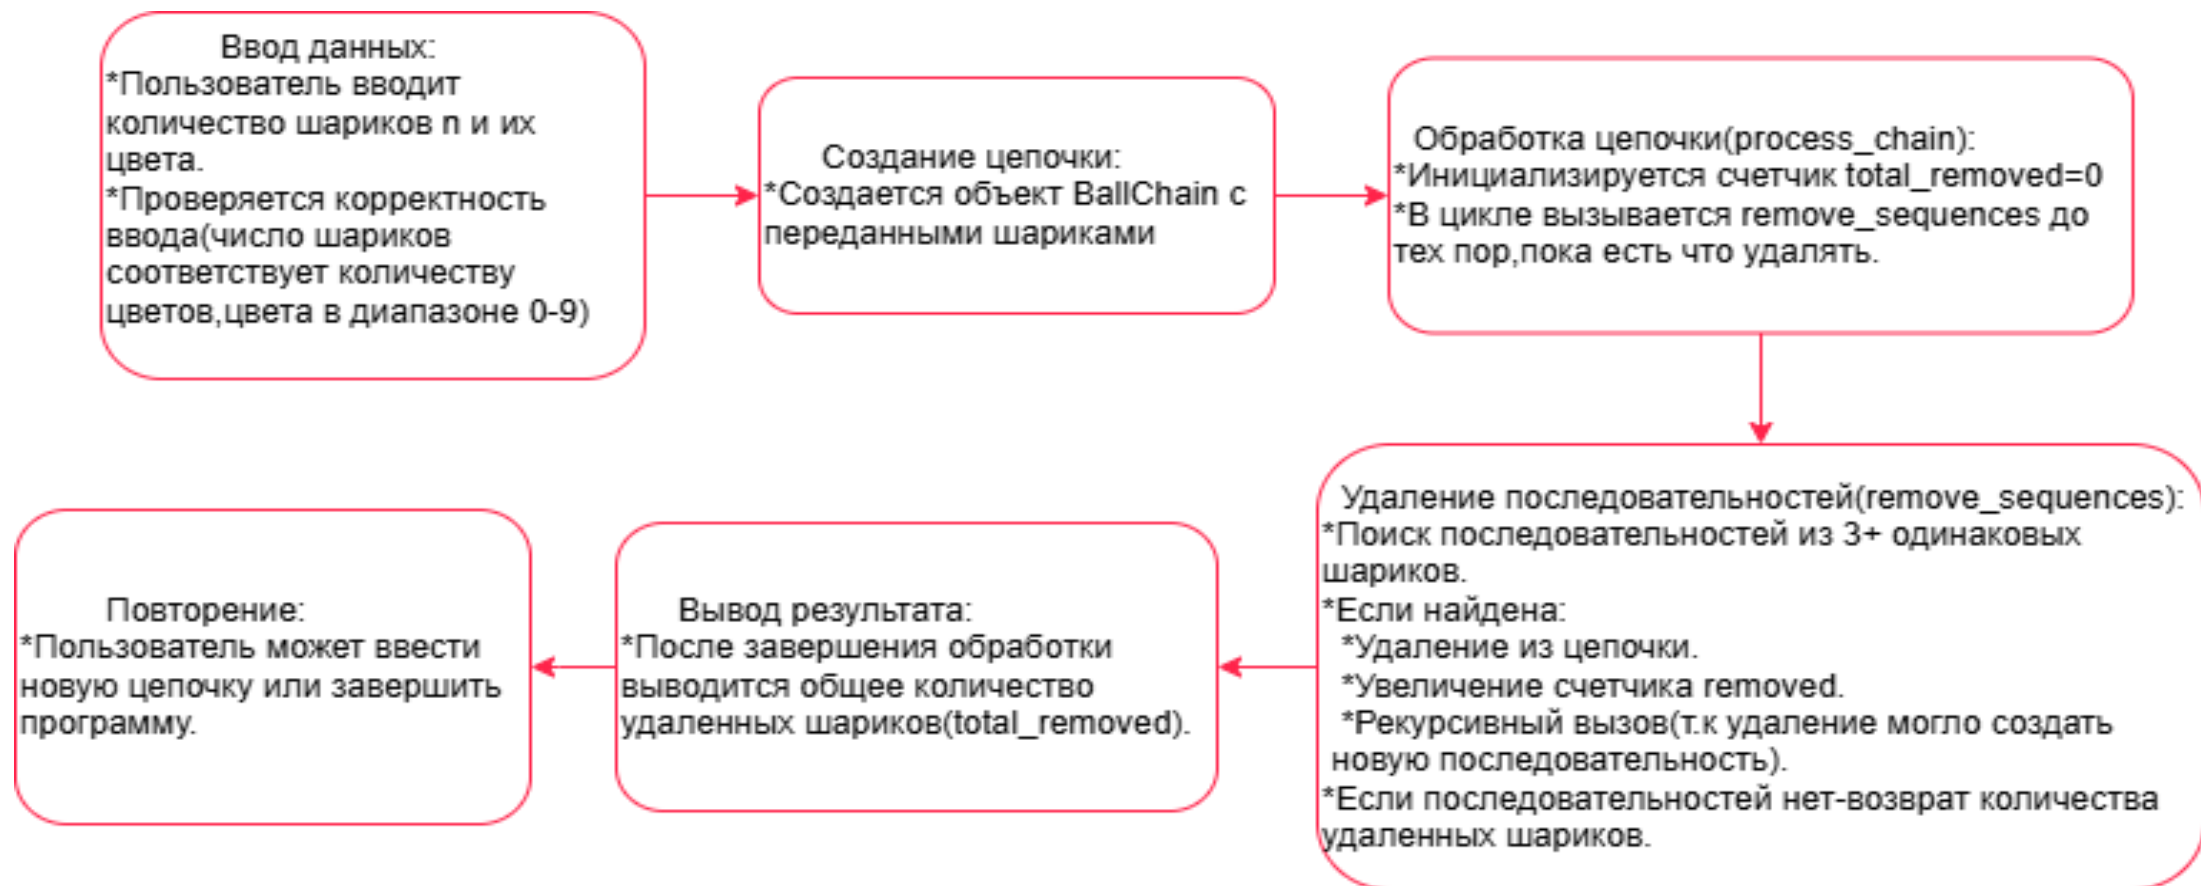 Ввод данных:
*Пользователь вводит
количество шариков n и их
цвета.
*Проверяется корректность
ввода(число шариков
соответствует количеству
цветов,цвета в диапазоне 0-9)
Создание цепочки:
*Создается объект BallChain с
переданными шариками
Обработка цепочки(process_chain):
*Инициализируется счетчик total_removed=0
*В цикле вызывается remove_sequences до
тех пор,пока есть что удалять.
Удаление последовательностей(remove_sequences):
*Поиск последовательностей из 3+ одинаковых
шариков.
*Если найдена:
*Удаление из цепочки.
*Увеличение счетчика removed.
*Рекурсивный вызов(т.к удаление могло создать
новую последовательность).
*Если последовательностей нет-возврат количества
удаленных шариков.
Вывод результата:
*После завершения обработки
выводится общее количество
удаленных шариков(total_removed).
Повторение:
*Пользователь может ввести
новую цепочку или завершить
программу.